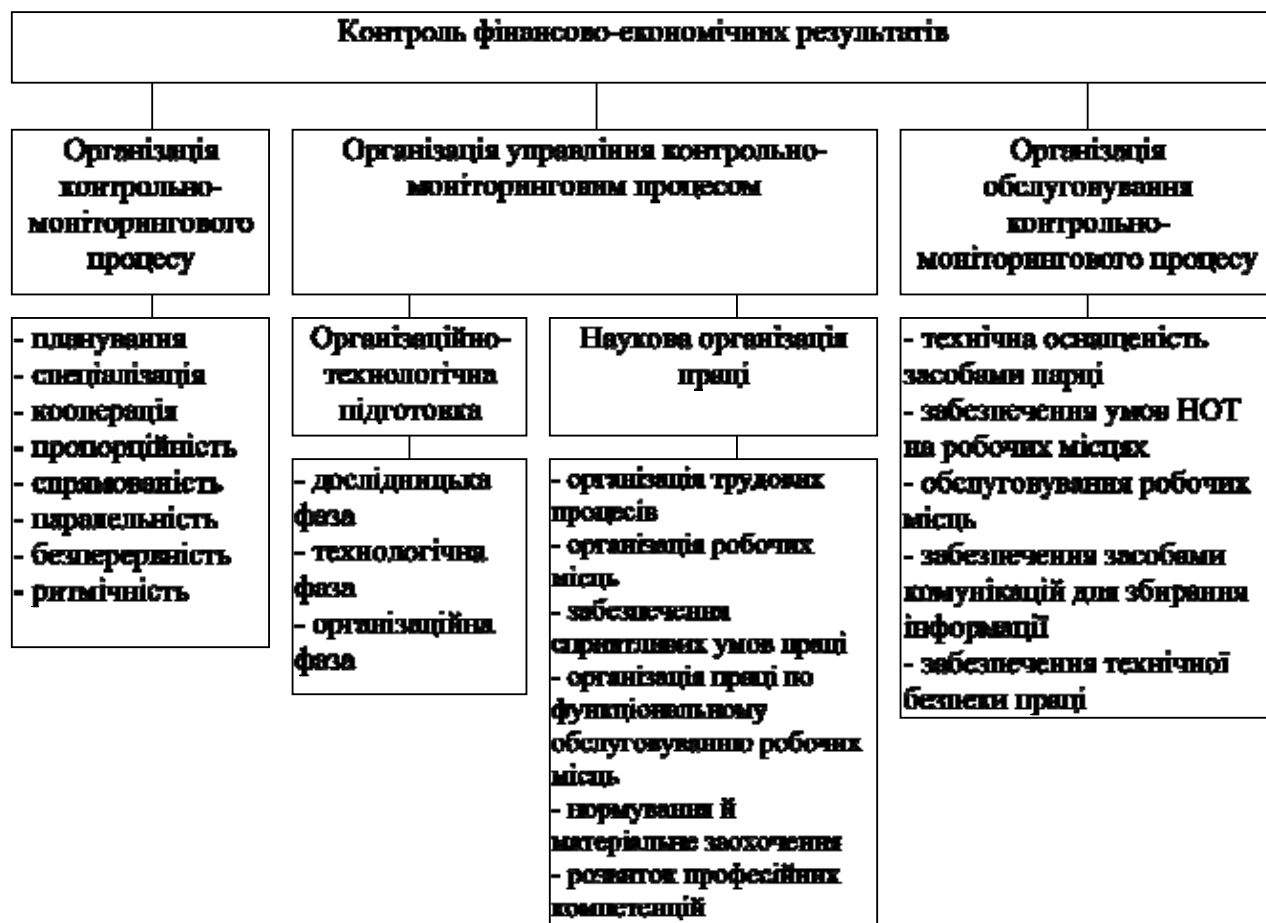 Контроль фінансово-економічних результатів
Організація
контрольно-
моніторингового
процесу
Організація управління контрольно-
моніторинговим процесом
Організація
обслуговування
контрольно-
моніторингового процесу
- планування
- спеціалізація
- кооперація
- пропорційність
- спрямованість
- паралельність
- безперервність
- ритмічність
Організаційно-
технологічна
підготовка
- дослідницька
фаза
- технологічна
фаза
- організаційна
фаза
Наукова організація
праці
- організація трудових
процесів
- організація робочих
місць
- забезпечення
сприятливих умов праці
- організація праці по
функціональному
обслуговуванню робочих
місць
- нормування й
матеріальне заохочення
- розвиток професійних
компетенцій
- технічна оснащеність
засобами парці
- забезпечення умов НОТ
на робочих місцях
- обслуговування робочих
місць
- забезпечення засобами
комунікацій для збирання
інформації
- забезпечення технічної
безпеки праці